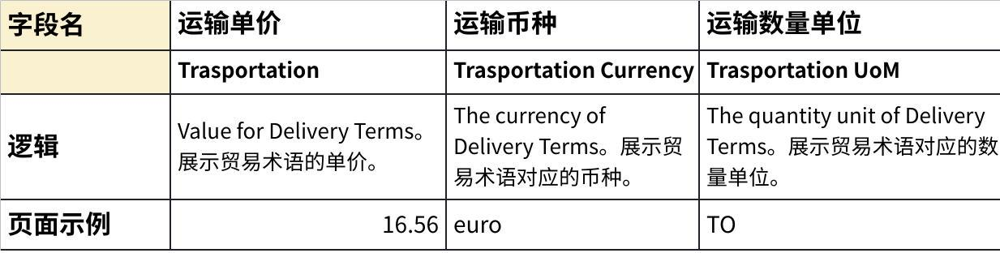 字段名 运输单价 运输币种 运输数量单位
Trasportation Trasportation Currency Trasportation UoM
逻辑
Value for Delivery Terms。
展示贸易术语的单价。
The currency of
Delivery Terms。展示贸
易术语对应的币种。
The quantity unit of Delivery
Terms。展示贸易术语对应的数
量单位。
页面示例 16.56 euro TO